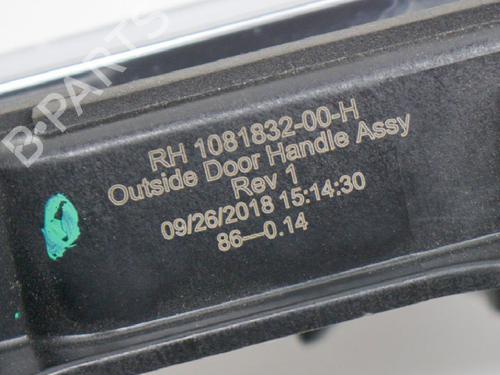 B-PARTS
RH 1081832-00-H
Outside Door Handle Assy
Rev 1
09/26/2018 15:14:30
86—0.14